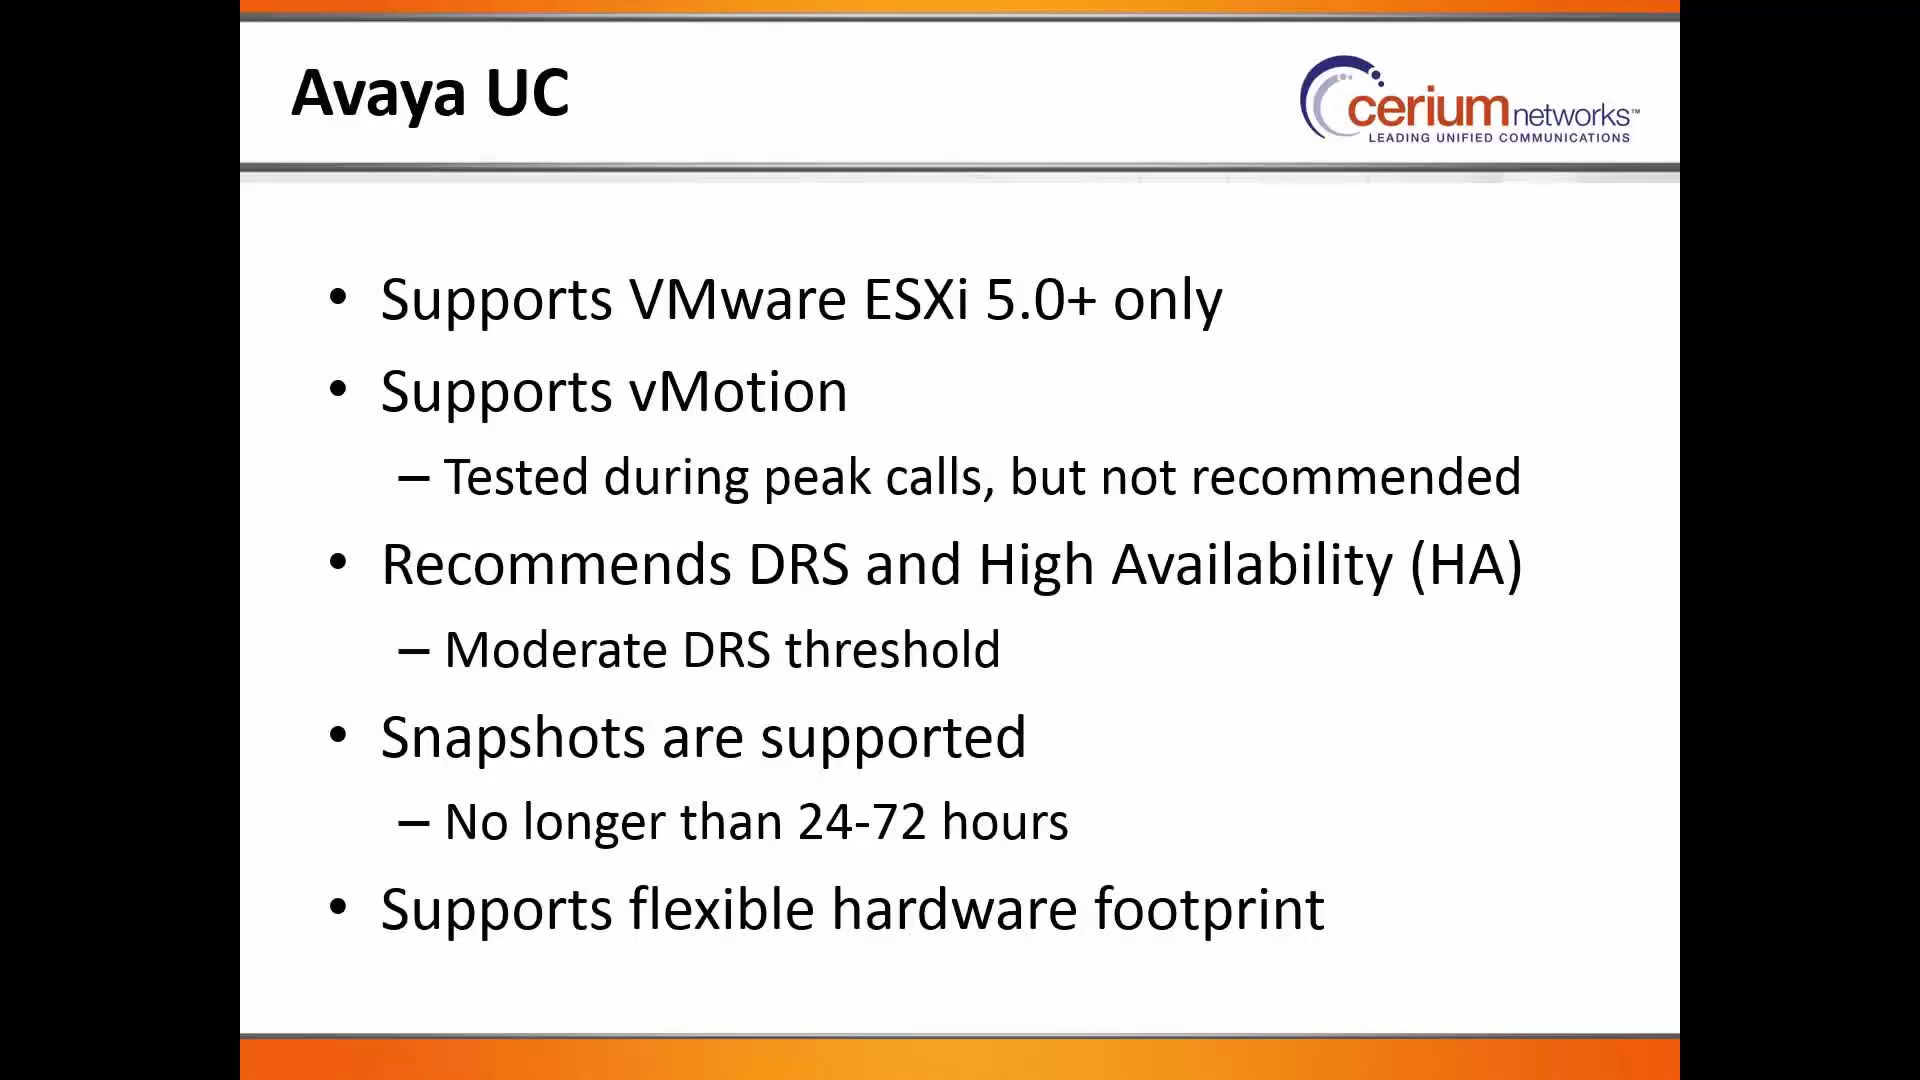 Avaya UC
cerium networks™
LEADING UNIFIED COMMUNICATIONS
• Supports VMware ESXi 5.0+ only
• Supports vMotion
– Tested during peak calls, but not recommended
• Recommends DRS and High Availability (HA)
– Moderate DRS threshold
• Snapshots are supported
– No longer than 24-72 hours
• Supports flexible hardware footprint